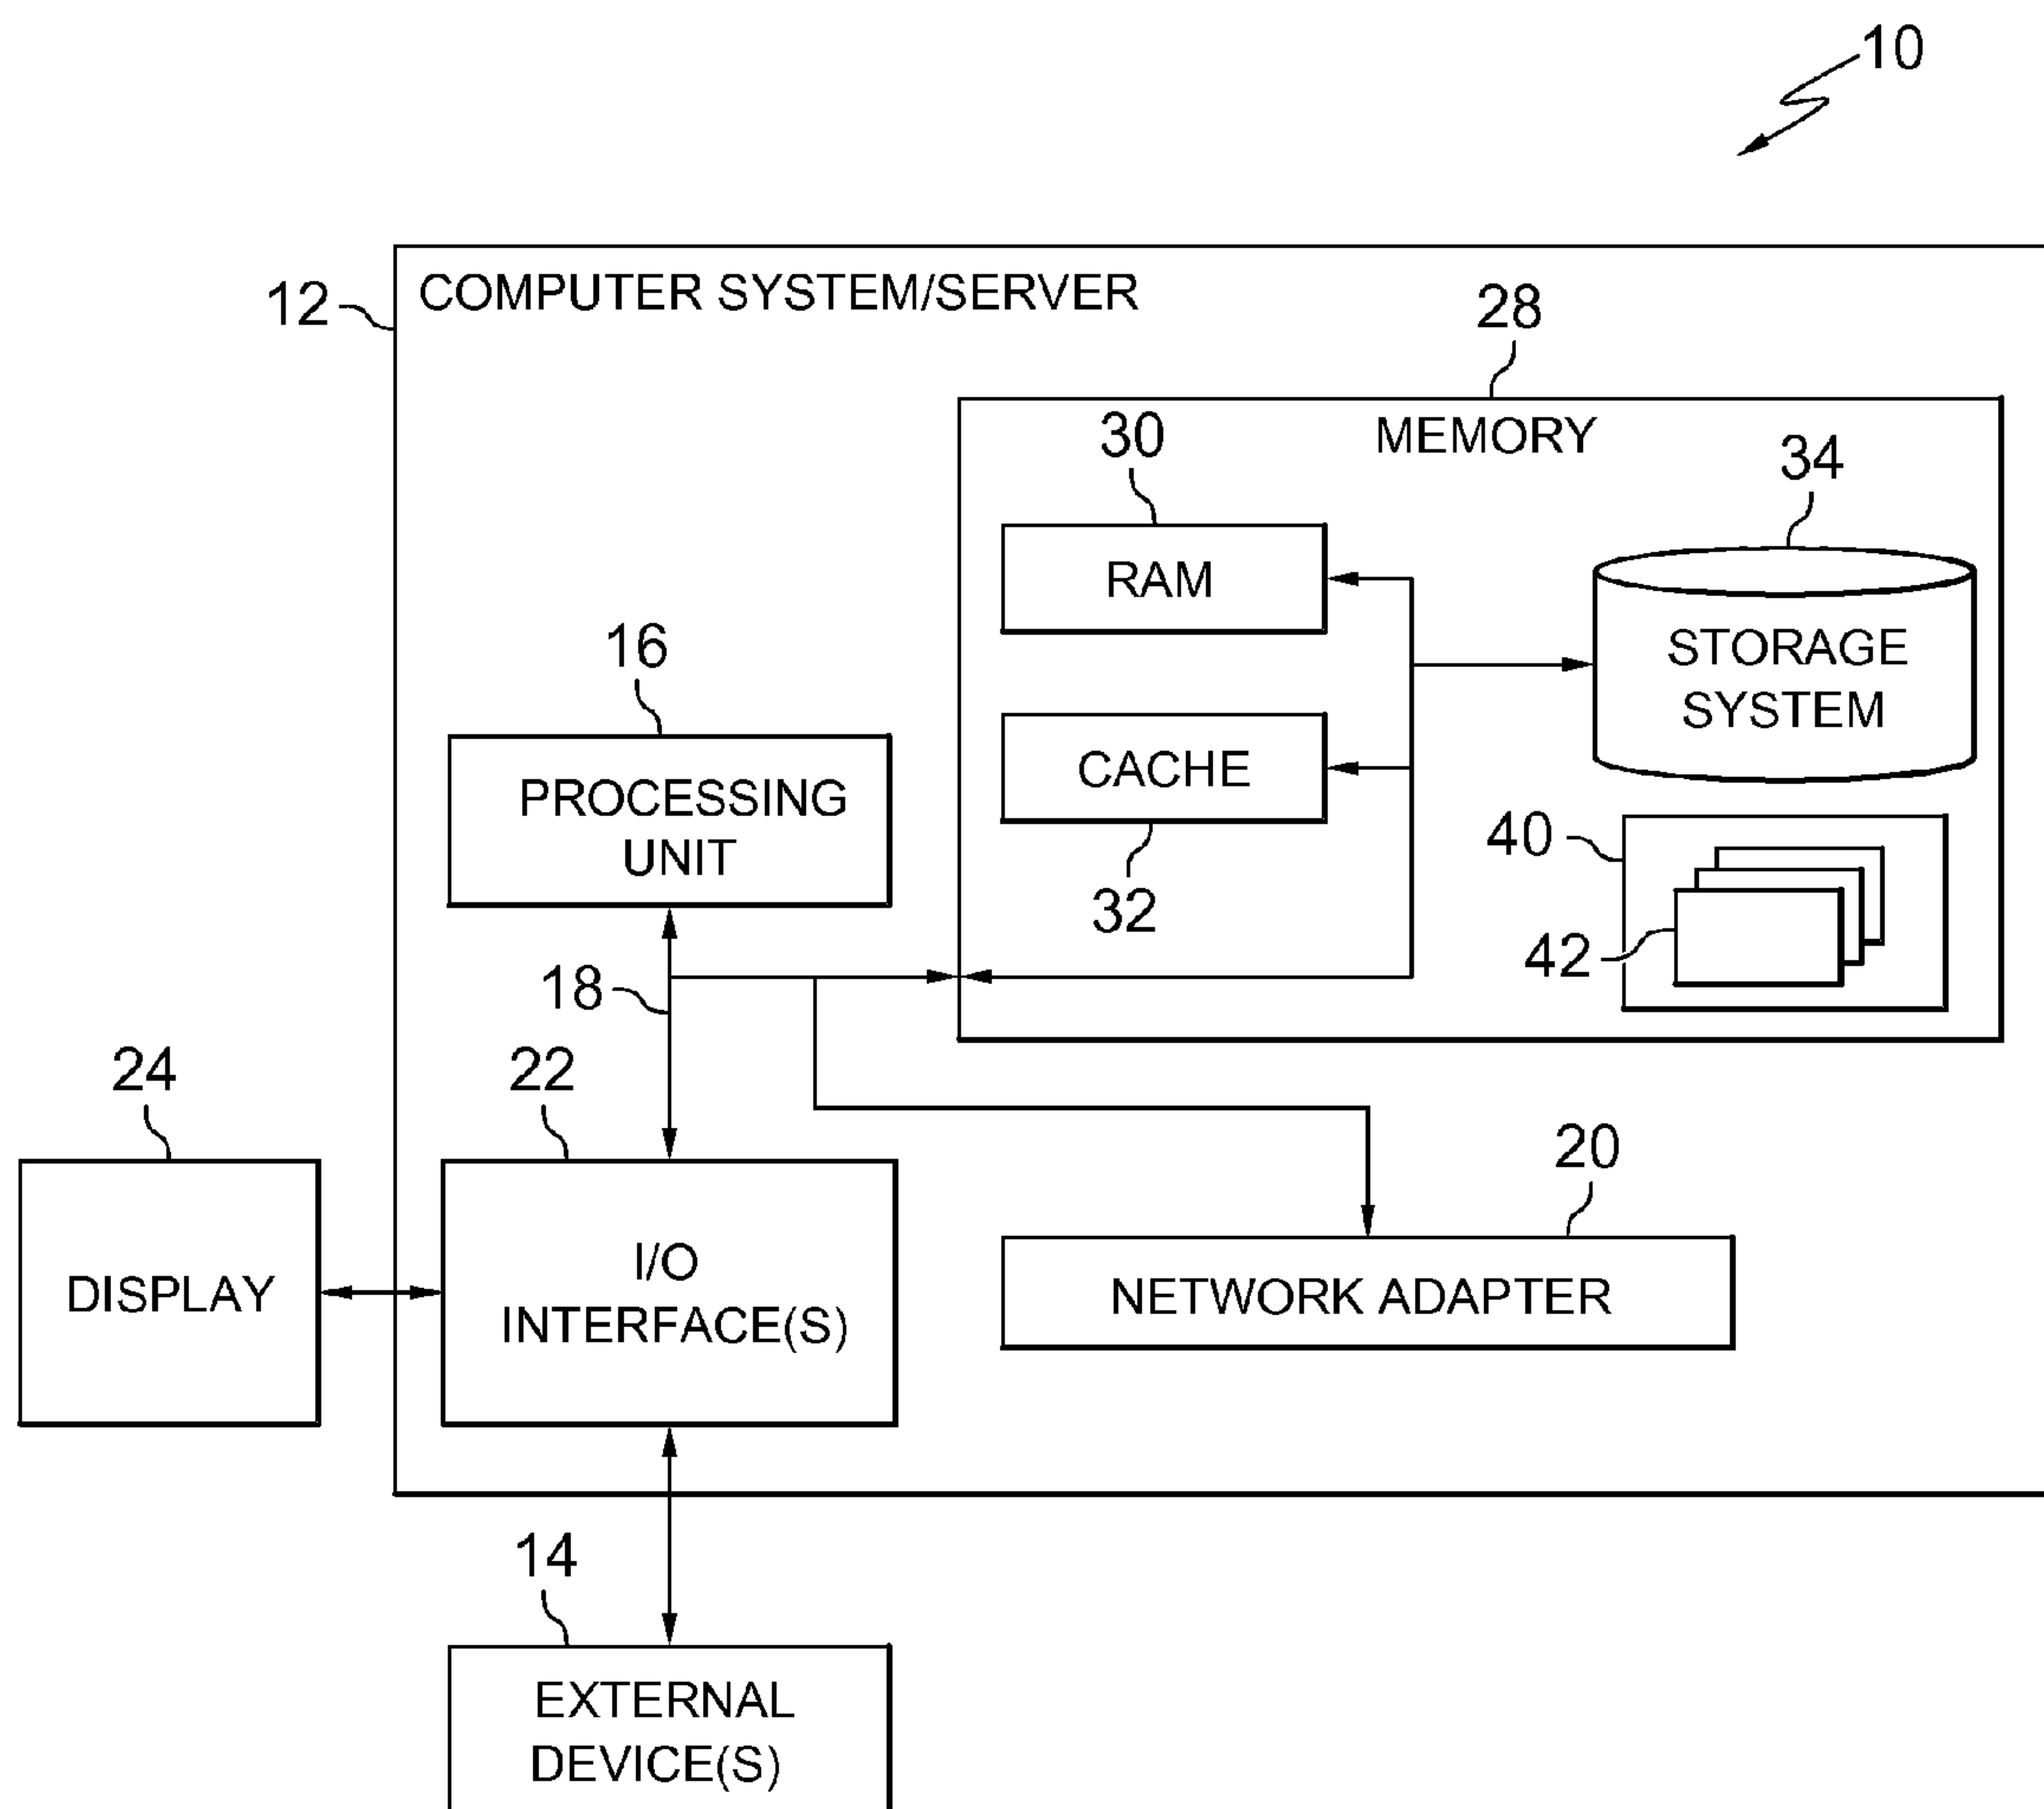 10
12
COMPUTER SYSTEM/SERVER
28
MEMORY
30
34
RAM
STORAGE
SYSTEM
16
PROCESSING
UNIT
CACHE
32
40
42
18
24
22
20
DISPLAY
I/O
INTERFACE(S)
NETWORK ADAPTER
14
EXTERNAL
DEVICE(S)